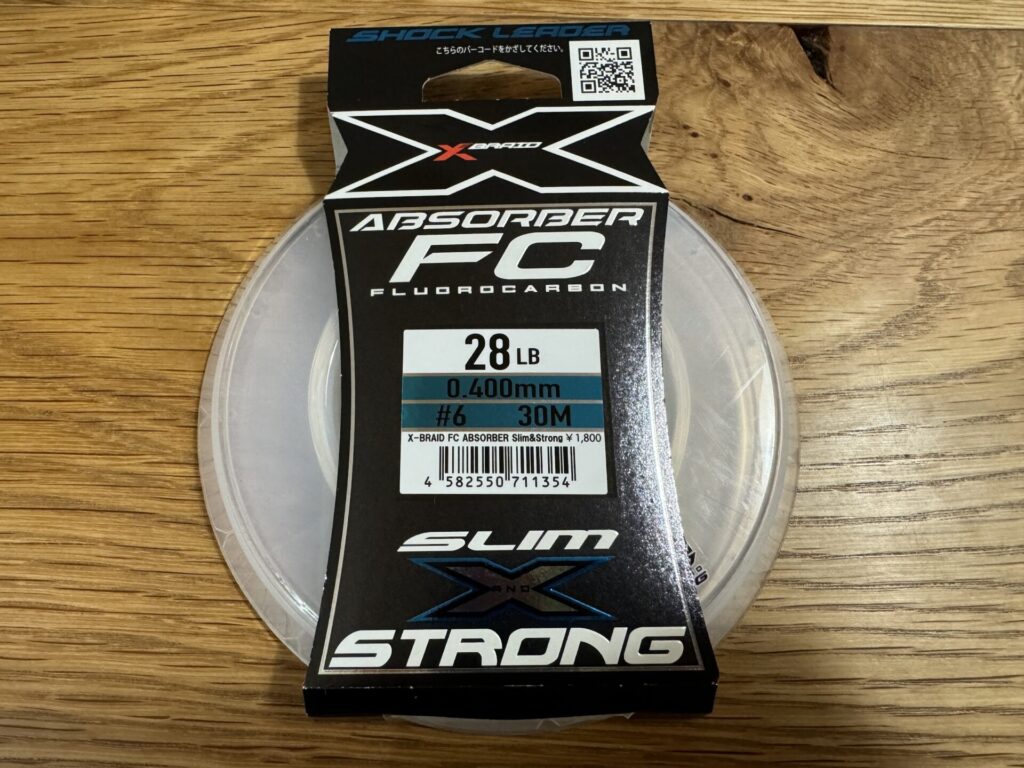 SHOCK LEADER
こちらのバーコードをかざしてください。
X BRAID
ABSORBER
FC
FLUOROCARBON
28 LB
0.400mm
#6 30M
X-BRAID FC ABSORBER Slim&Strong ¥1,800
4 582550 711354
SLIM
AND
STRONG